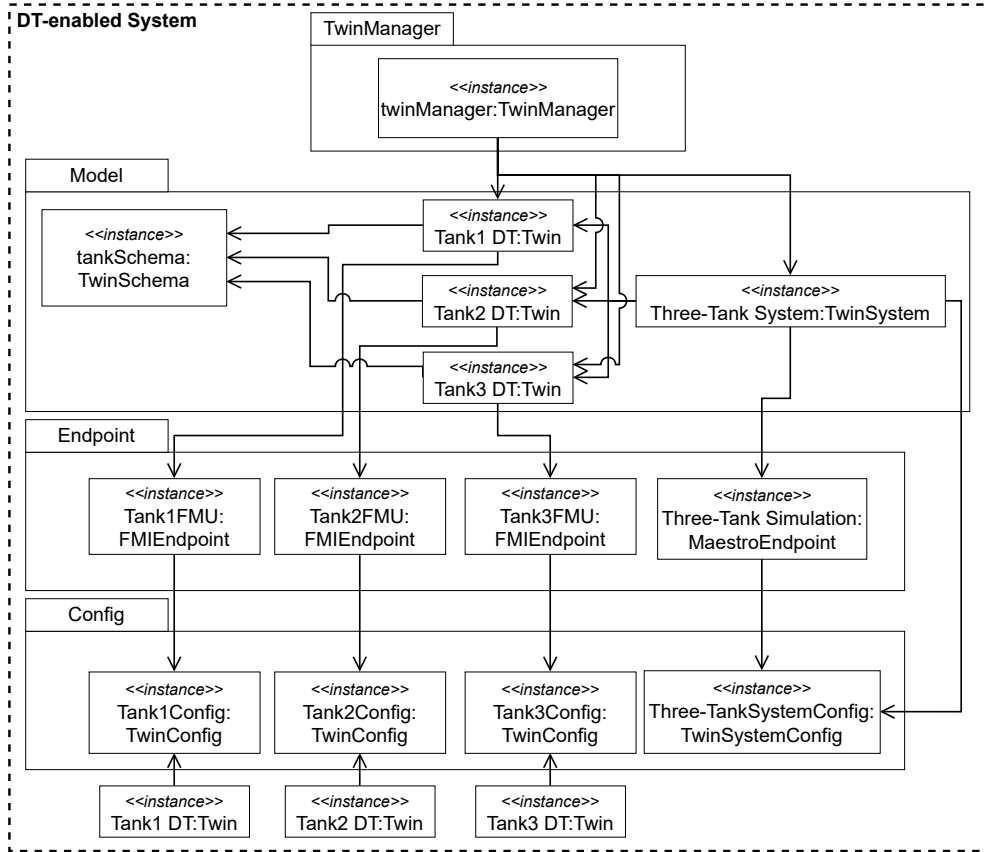 DT-enabled System
TwinManager
<<instance>>
twinManager:TwinManager
Model
<<instance>>
tankSchema:
TwinSchema
<<instance>>
Tank1 DT:Twin
<<instance>>
Tank2 DT:Twin
<<instance>>
Three-Tank System:TwinSystem
<<instance>>
Tank3 DT:Twin
Endpoint
<<instance>>
Tank1FMU:
FMIEndpoint
<<instance>>
Tank2FMU:
FMIEndpoint
<<instance>>
Tank3FMU:
FMIEndpoint
<<instance>>
Three-Tank Simulation:
MaestroEndpoint
Config
<<instance>>
Tank1Config:
TwinConfig
<<instance>>
Tank2Config:
TwinConfig
<<instance>>
Tank3Config:
TwinConfig
<<instance>>
Three-TankSystemConfig:
TwinSystemConfig
<<instance>>
Tank1 DT:Twin
<<instance>>
Tank2 DT:Twin
<<instance>>
Tank3 DT:Twin